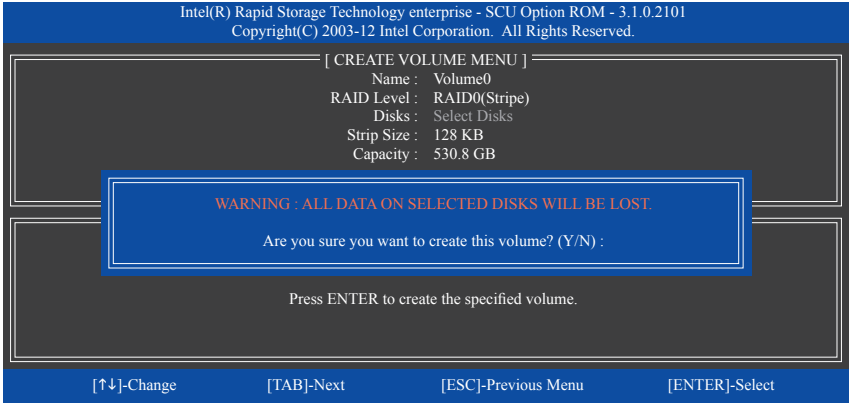 Intel(R) Rapid Storage Technology enterprise - SCU Option ROM - 3.1.0.2101
Copyright(C) 2003-12 Intel Corporation. All Rights Reserved.
[ CREATE VOLUME MENU ]
Name : Volume0
RAID Level : RAID0(Stripe)
Disks : Select Disks
Strip Size : 128 KB
Capacity : 530.8 GB
WARNING : ALL DATA ON SELECTED DISKS WILL BE LOST.
Are you sure you want to create this volume? (Y/N) :
Press ENTER to create the specified volume.
[↑↓]-Change [TAB]-Next [ESC]-Previous Menu [ENTER]-Select